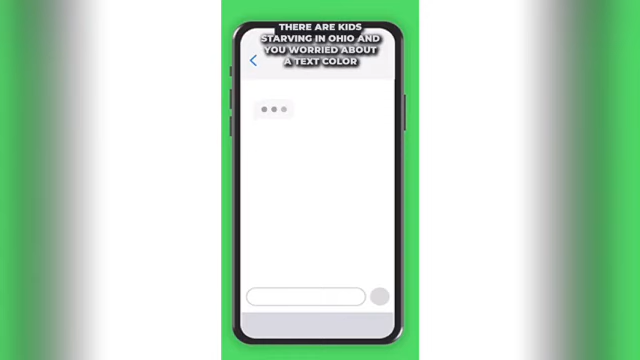 THERE ARE KIDS
STARVING IN OHIO AND
YOU WORRIED ABOUT
A TEXT COLOR